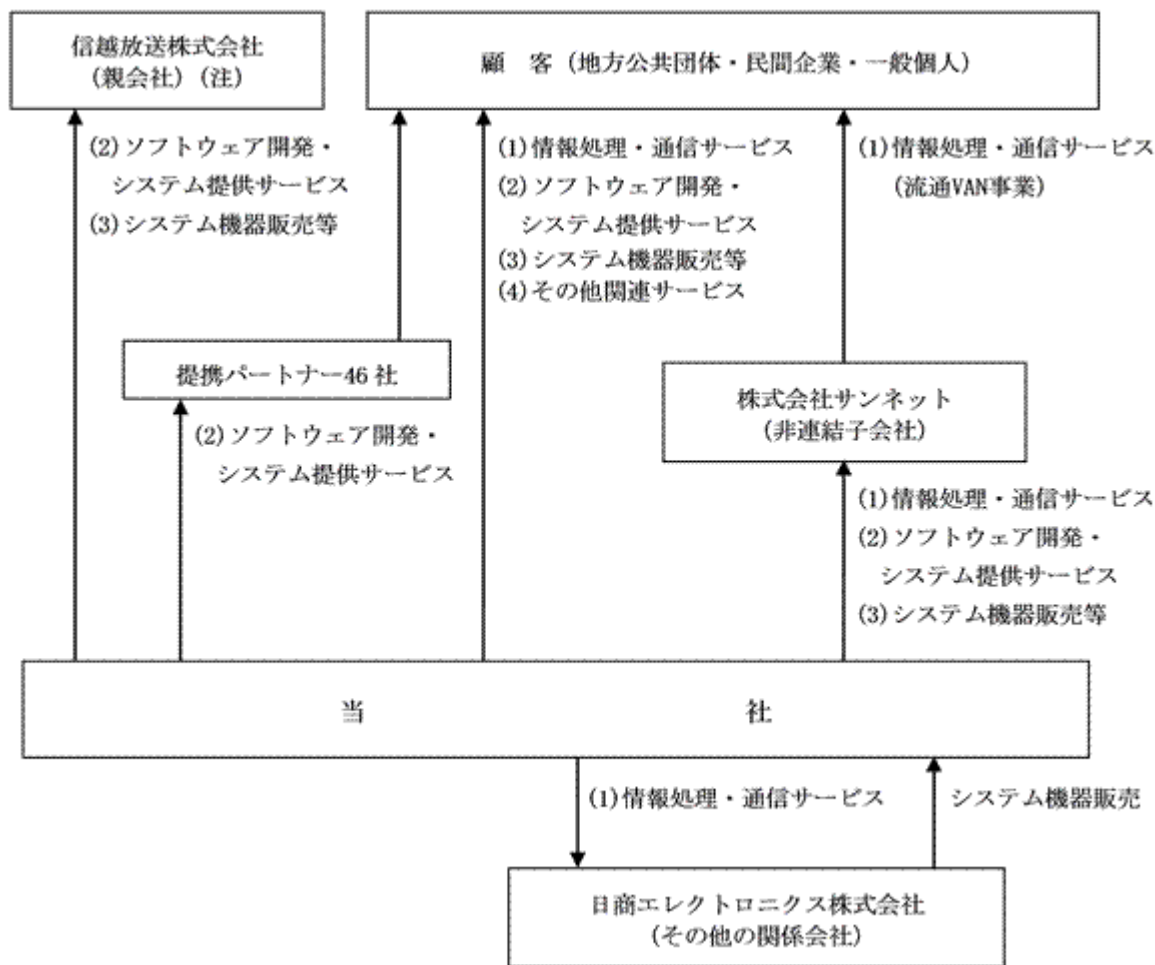 信越放送株式会社
(親会社)(注)
顧 客(地方公共団体・民間企業・一般個人)
(2)ソフトウェア開発・
システム提供サービス
(3)システム機器販売等
(1)情報処理・通信サービス
(2)ソフトウェア開発・
システム提供サービス
(3)システム機器販売等
(4)その他関連サービス
(1)情報処理・通信サービス
(流通VAN事業)
提携パートナー46社
(2)ソフトウェア開発・
システム提供サービス
株式会社サンネット
(非連結子会社)
(1)情報処理・通信サービス
(2)ソフトウェア開発・
システム提供サービス
(3)システム機器販売等
当 社
(1)情報処理・通信サービス
システム機器販売
日商エレクトロニクス株式会社
(その他の関係会社)